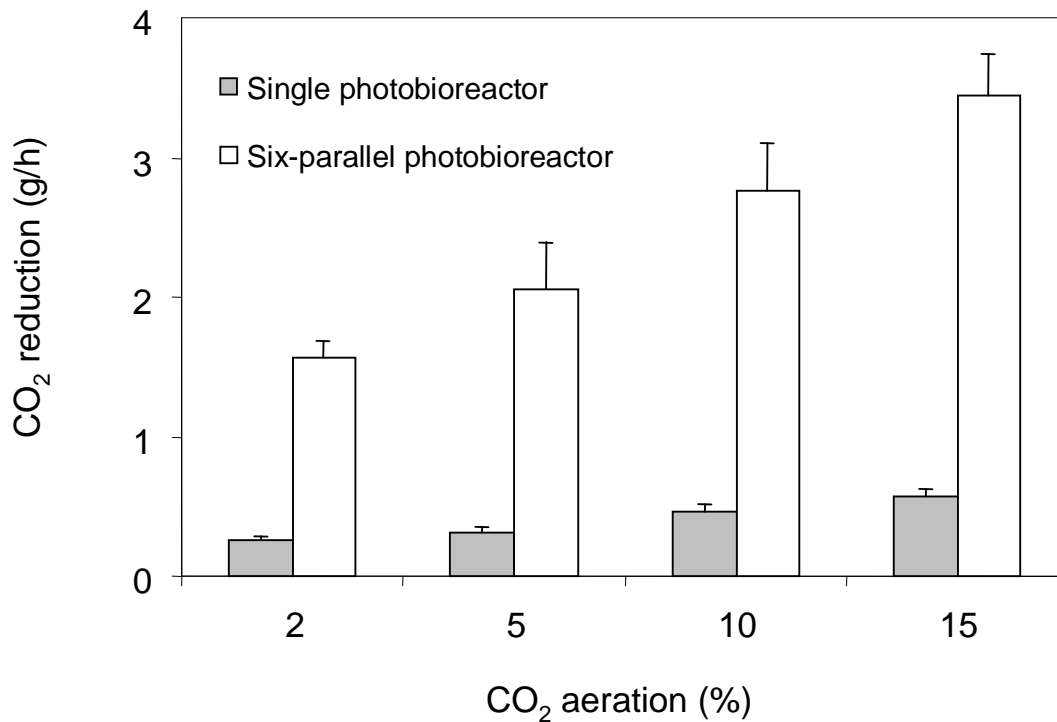 4
3
2
1
0
CO₂ reduction (g/h)
Single photobioreactor
Six-parallel photobioreactor
2 5 10 15
CO₂ aeration (%)